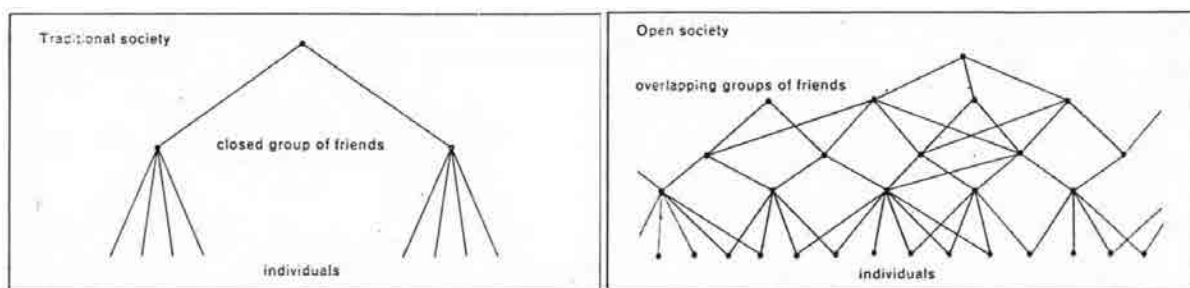 Traditional society
closed group of friends
individuals
Open society
overlapping groups of friends
individuals